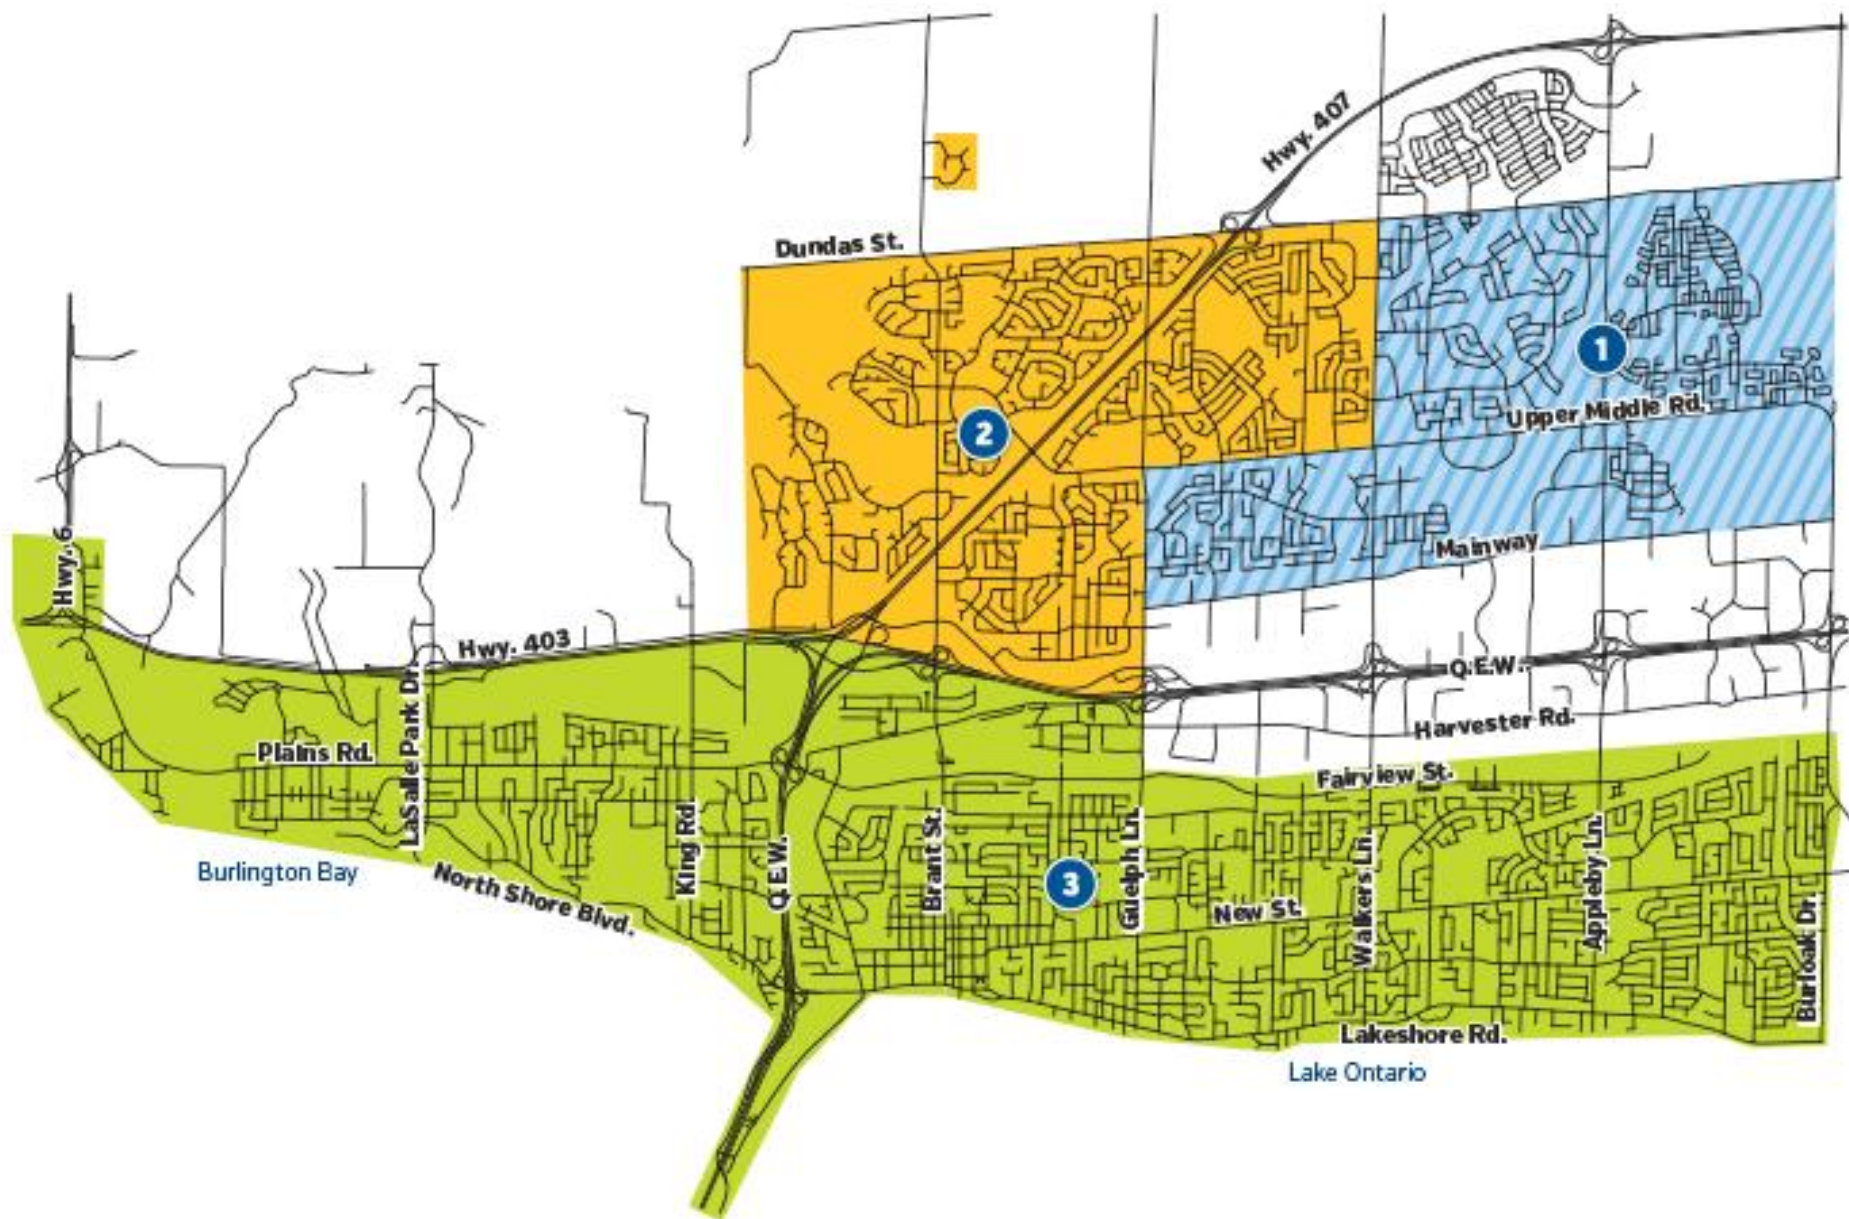 Hwy. 407
Dundas St.
1
Upper Middle Rd.
2
Mainway
Hwy. 6
Hwy. 403
Q.E.W.
LaSalle Park Dr.
Harvester Rd.
Plains Rd.
Fairview St.
King Rd.
Q.E.W.
Brant St.
Guelph Ln.
Walkers Ln.
Appleby Ln.
Burloak Dr.
Burlington Bay
North Shore Blvd.
3
New St.
Lakeshore Rd.
Lake Ontario